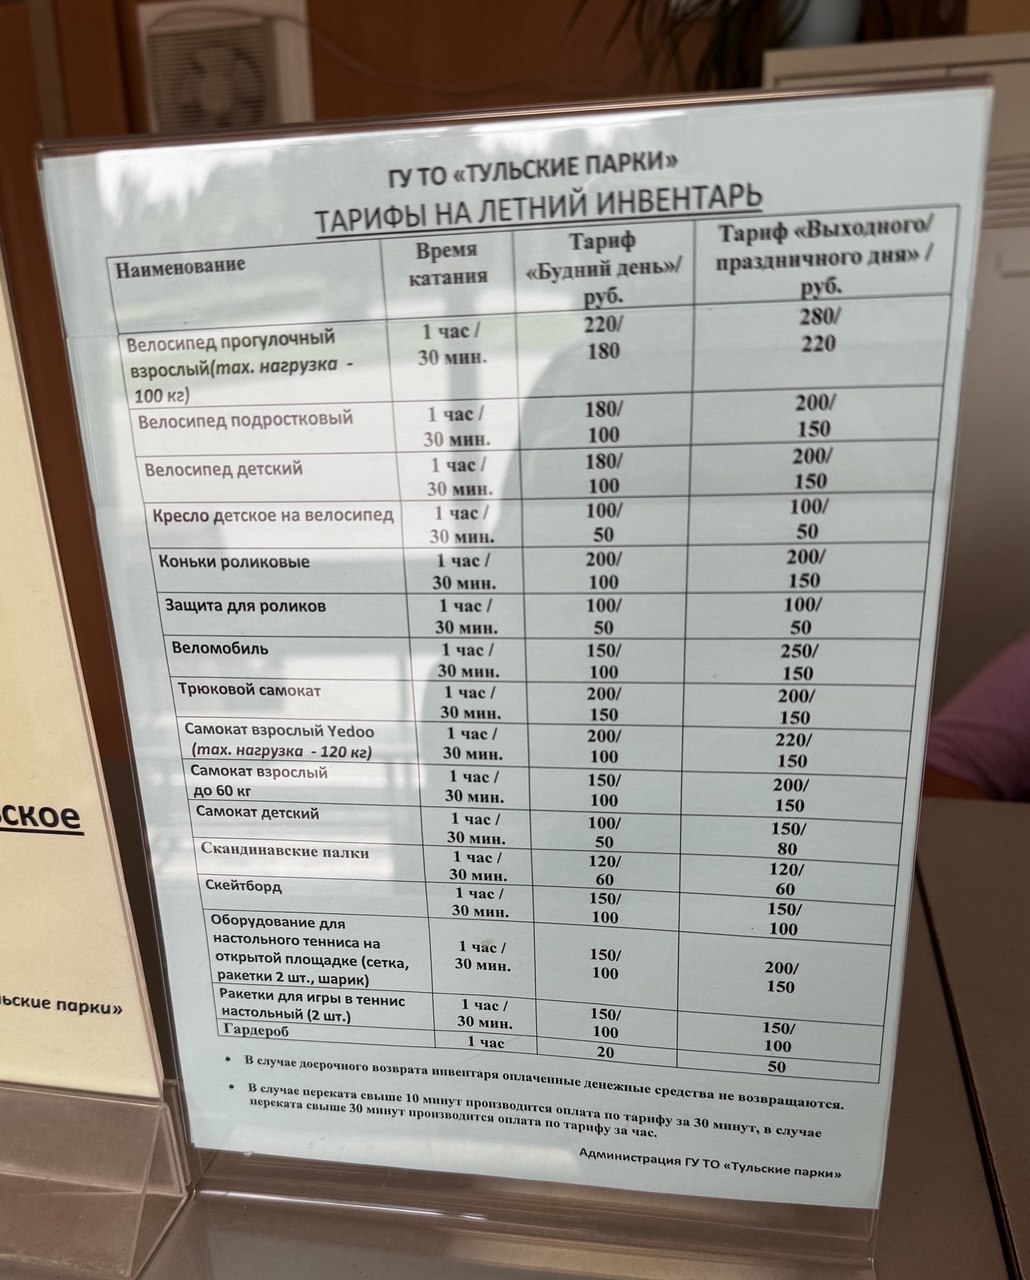 ГУ ТО «ТУЛЬСКИЕ ПАРКИ»
ТАРИФЫ НА ЛЕТНИЙ ИНВЕНТАРЬ
Наименование
Время
катания
Тариф
«Будний день»/
руб.
Тариф «Выходного/
праздничного дня» /
руб.
Велосипед прогулочный
взрослый(max. нагрузка -
100 кг)
1 час /
30 мин.
220/
180
280/
220
Велосипед подростковый
1 час /
30 мин.
180/
100
200/
150
Велосипед детский
1 час /
30 мин.
180/
100
200/
150
Кресло детское на велосипед
1 час /
30 мин.
100/
50
100/
50
Коньки роликовые
1 час /
30 мин.
200/
100
200/
150
Защита для роликов
1 час /
30 мин.
100/
50
100/
50
Веломобиль
1 час /
30 мин.
150/
100
250/
150
Трюковой самокат
1 час /
30 мин.
200/
150
200/
150
Самокат взрослый Yedoo
(max. нагрузка - 120 кг)
1 час /
30 мин.
200/
100
220/
150
Самокат взрослый
до 60 кг
1 час /
30 мин.
150/
100
200/
150
Самокат детский
1 час /
30 мин.
100/
50
150/
80
Скандинавские палки
1 час /
30 мин.
120/
60
120/
60
Скейтборд
1 час /
30 мин.
150/
100
150/
100
Оборудование для
настольного тенниса на
открытой площадке (сетка,
ракетки 2 шт., шарик)
1 час /
30 мин.
150/
100
200/
150
Ракетки для игры в теннис
настольный (2 шт.)
1 час /
30 мин.
150/
100
150/
100
Гардероб
1 час
20
50
• В случае досрочного возврата инвентаря оплаченные денежные средства не возвращаются.
• В случае переката свыше 10 минут производится оплата по тарифу за 30 минут, в случае
переката свыше 30 минут производится оплата по тарифу за час.
Администрация ГУ ТО «Тульские парки»
ское
льские парки»